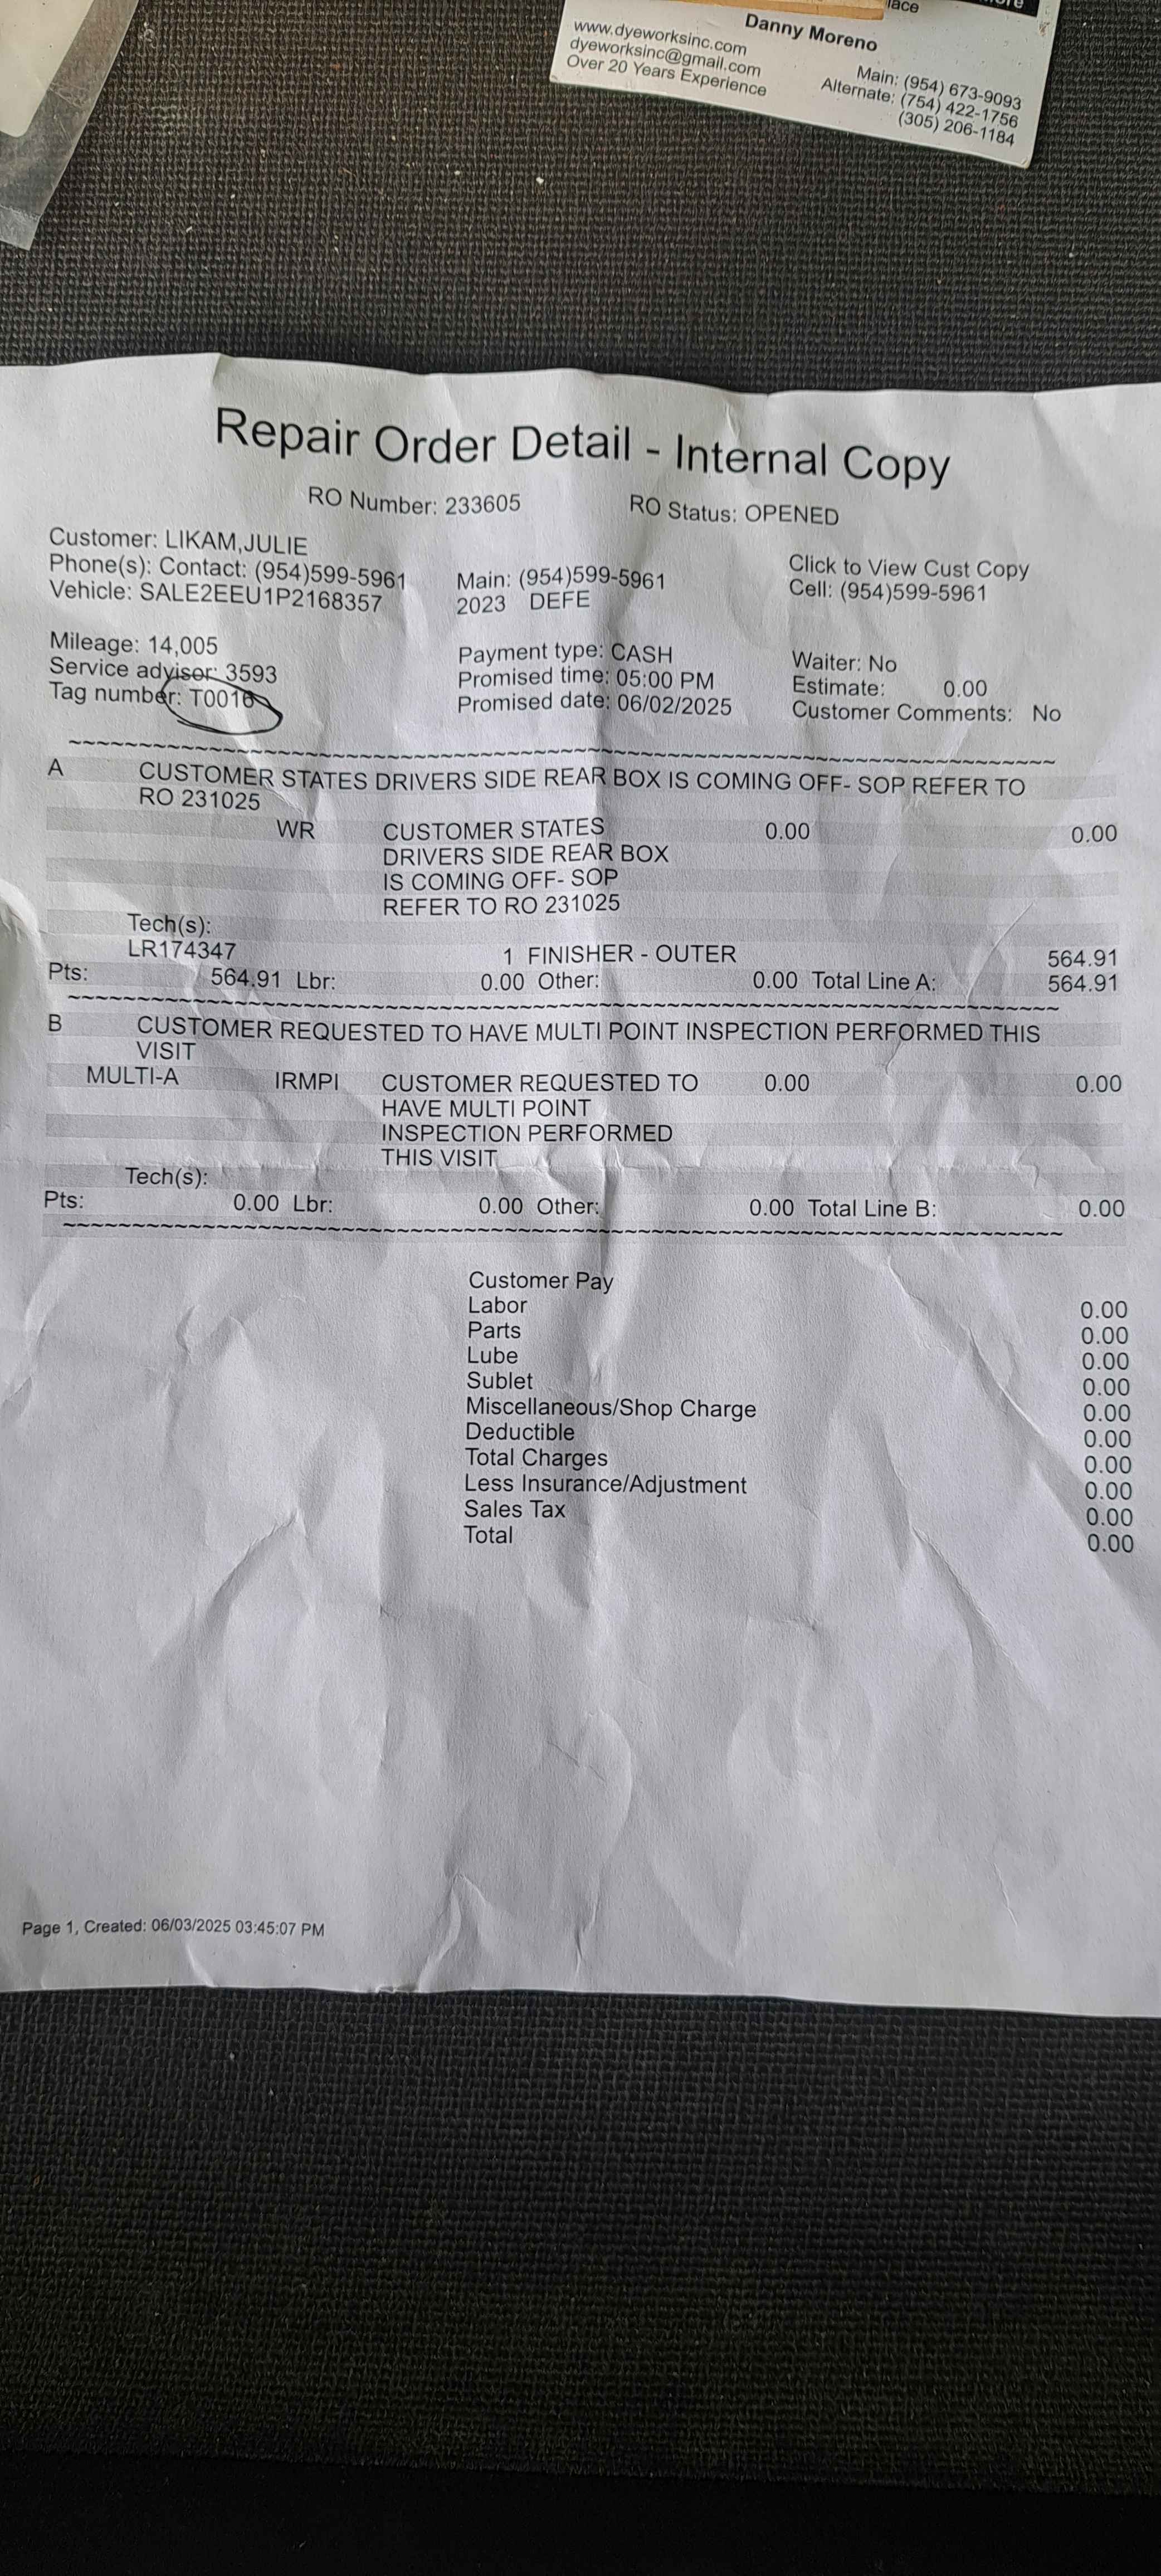 lace
Danny Moreno
www.dyeworksinc.com
dyeworksinc@gmail.com
Over 20 Years Experience
Main: (954) 673-9093
Alternate: (754) 422-1756
(305) 206-1184
Repair Order Detail - Internal Copy
RO Number: 233605 RO Status: OPENED
Customer: LIKAM,JULIE Click to View Cust Copy
Phone(s): Contact: (954)599-5961 Main: (954)599-5961 Cell: (954)599-5961
Vehicle: SALE2EEU1P2168357 2023 DEFE
Mileage: 14,005 Payment type: CASH Waiter: No
Service advisor: 3593 Promised time: 05:00 PM Estimate: 0.00
Tag number: T0016 Promised date: 06/02/2025 Customer Comments: No
~~~~~~~~~~~~~~~~~~~~~~~~~~~~~~~~~~~~~~~~~~~~~~~~~~~~~~~~~~~~~~~~~~~~~~
A CUSTOMER STATES DRIVERS SIDE REAR BOX IS COMING OFF- SOP REFER TO
RO 231025
WR CUSTOMER STATES 0.00 0.00
DRIVERS SIDE REAR BOX
IS COMING OFF- SOP
REFER TO RO 231025
Tech(s):
LR174347 1 FINISHER - OUTER 564.91
Pts: 564.91 Lbr: 0.00 Other: 0.00 Total Line A: 564.91
~~~~~~~~~~~~~~~~~~~~~~~~~~~~~~~~~~~~~~~~~~~~~~~~~~~~~~~~~~~~~~~~~~~~~~
B CUSTOMER REQUESTED TO HAVE MULTI POINT INSPECTION PERFORMED THIS
VISIT
MULTI-A IRMPI CUSTOMER REQUESTED TO 0.00 0.00
HAVE MULTI POINT
INSPECTION PERFORMED
THIS VISIT
Tech(s):
Pts: 0.00 Lbr: 0.00 Other: 0.00 Total Line B: 0.00
~~~~~~~~~~~~~~~~~~~~~~~~~~~~~~~~~~~~~~~~~~~~~~~~~~~~~~~~~~~~~~~~~~~~~~
Customer Pay
Labor 0.00
Parts 0.00
Lube 0.00
Sublet 0.00
Miscellaneous/Shop Charge 0.00
Deductible 0.00
Total Charges 0.00
Less Insurance/Adjustment 0.00
Sales Tax 0.00
Total 0.00
Page 1, Created: 06/03/2025 03:45:07 PM